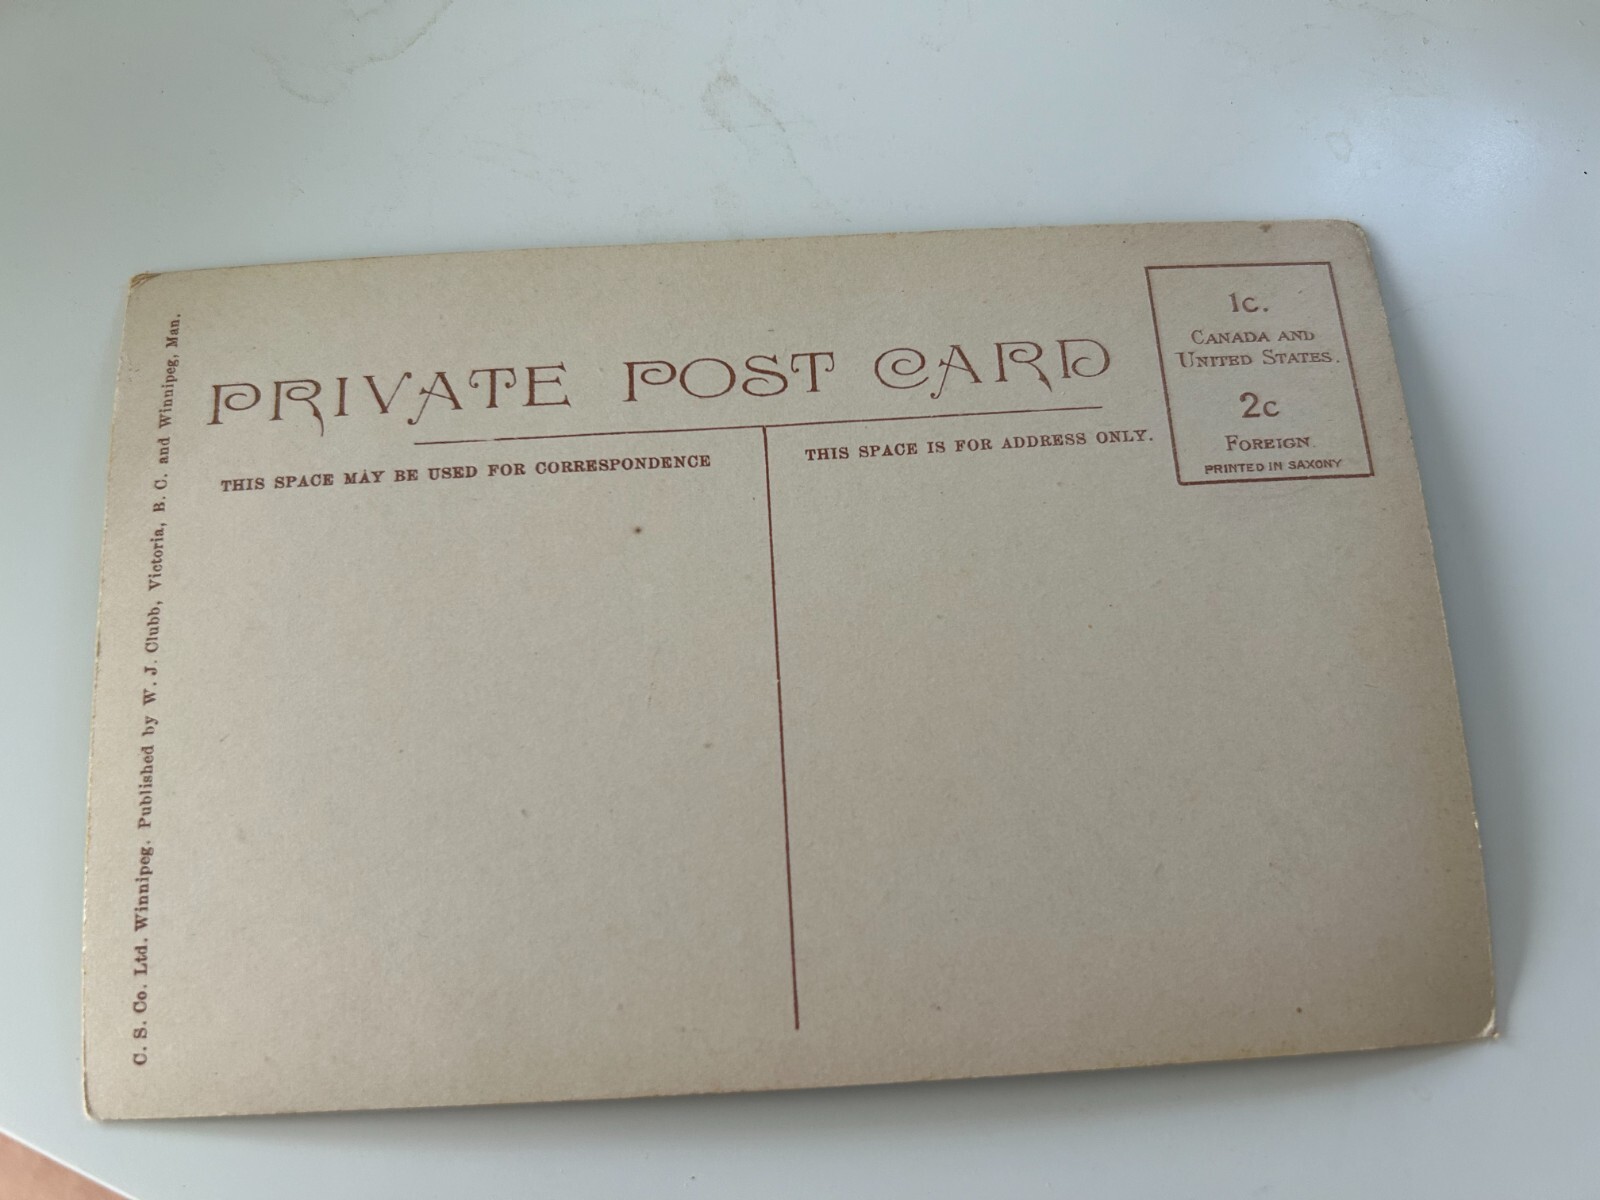 PRIVATE POST CARD
THIS SPACE MAY BE USED FOR CORRESPONDENCE
THIS SPACE IS FOR ADDRESS ONLY.
1c.
CANADA AND
UNITED STATES.
2c
FOREIGN.
PRINTED IN SAXONY
C. S. Co. Ltd. Winnipeg. Published by W. J. Clubb, Victoria, B. C. and Winnipeg, Man.